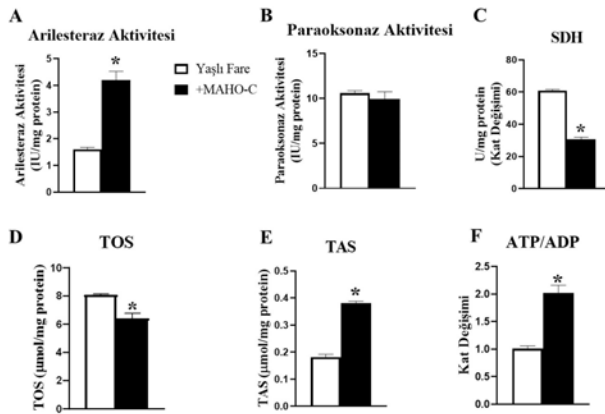 A
Arilesteraz Aktivitesi
Arilesteraz Aktivitesi
(IU/mg protein)
5
4
3
2
1
0
*
Yaşlı Fare
+MAHO-C
B
Paraoksonaz Aktivitesi
Paraoksonaz Aktivitesi
(IU/mg protein)
15
10
5
0
C
SDH
U/mg protein
(Kat Değişimi)
80
60
40
20
0
*
D
TOS
TOS (µmol/mg protein)
10
8
6
4
2
0
*
E
TAS
TAS (µmol/mg protein)
0.5
0.4
0.3
0.2
0.1
0.0
*
F
ATP/ADP
Kat Değişimi
2.5
2.0
1.5
1.0
0.5
0.0
*